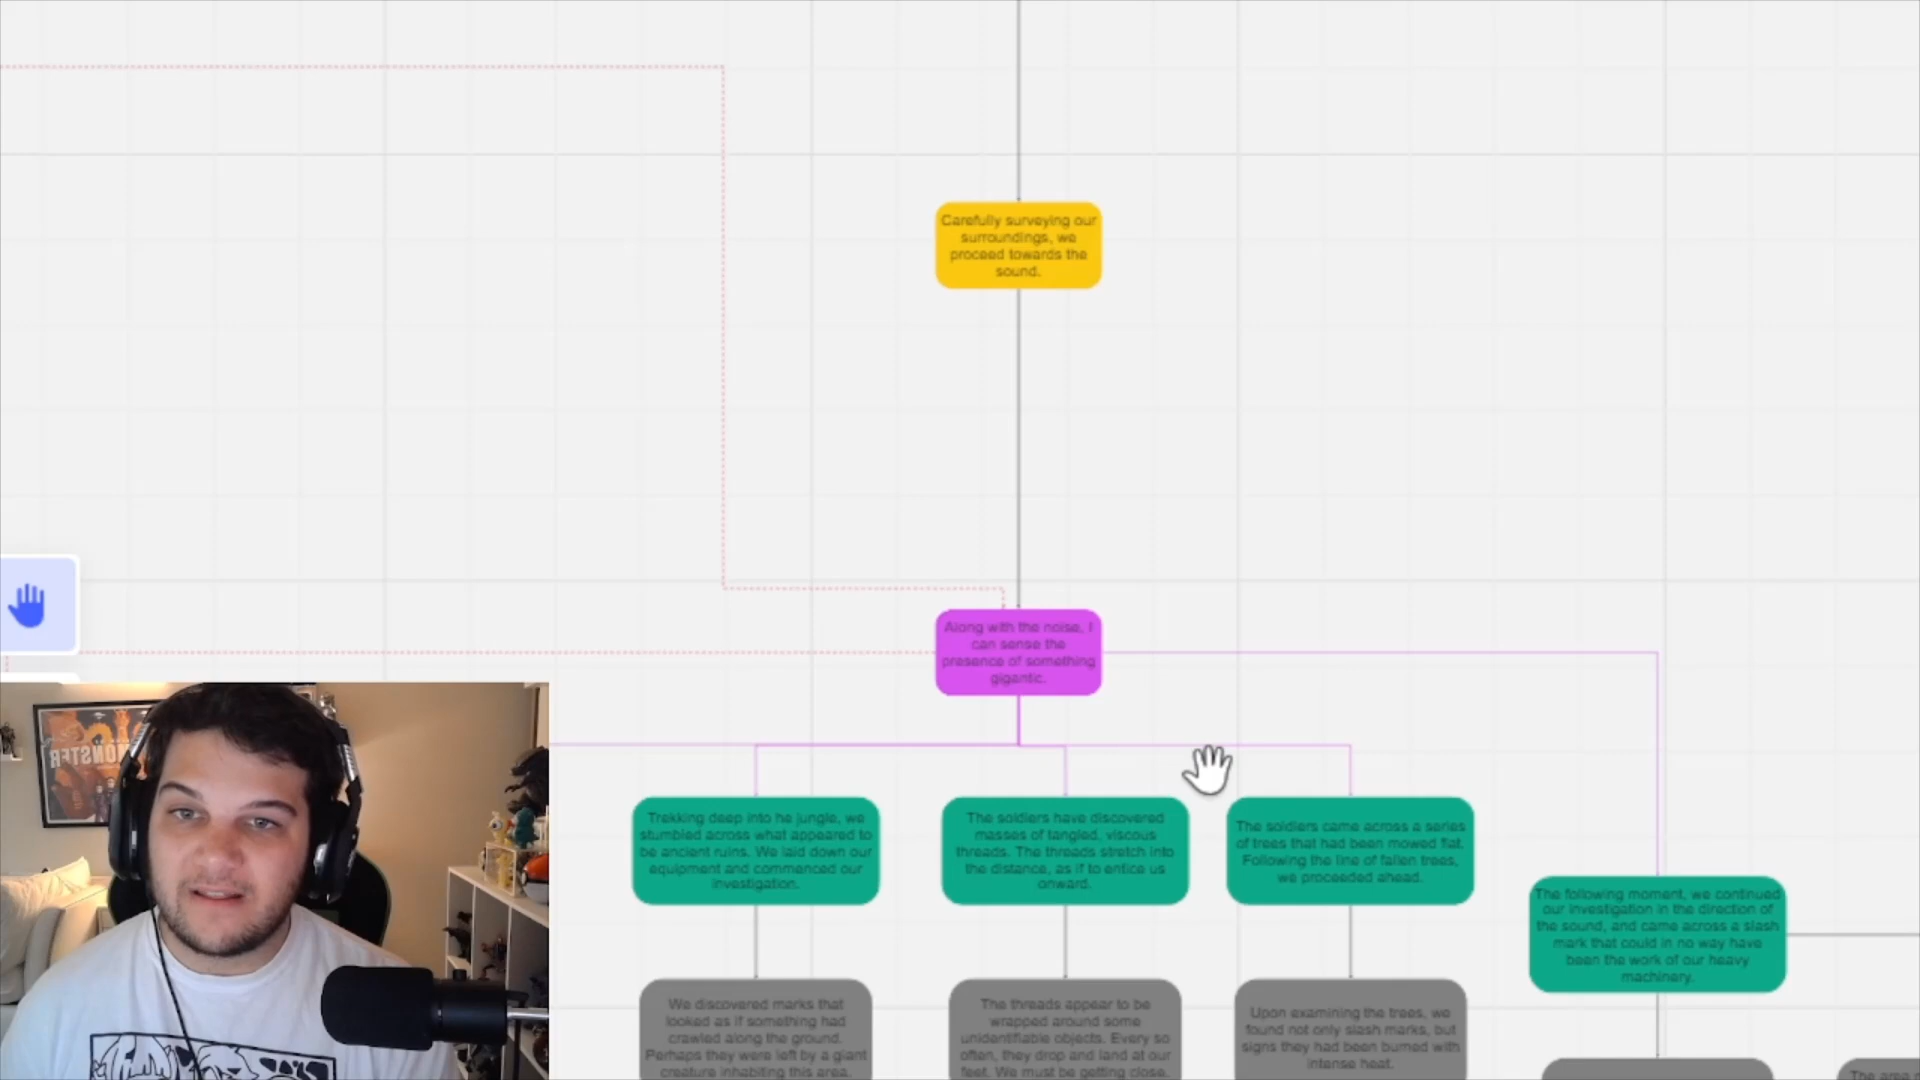 Carefully surveying our
surroundings, we
proceed towards the
sound.
Along with the noise, I
can sense the
presence of something
gigantic.
Trekking deep into he jungle, we
stumbled across what appeared to
be ancient ruins. We laid down our
equipment and commenced our
investigation.
The soldiers have discovered
masses of tangled, viscous
threads. The threads stretch into
the distance, as if to entice us
onward.
The soldiers came across a series
of trees that had been mowed flat.
Following the line of fallen trees,
we proceeded ahead.
The following moment, we continued
our investigation in the direction of
the sound, and came across a slash
mark that could in no way have
been the work of our heavy
machinery.
We discovered marks that
looked as if something had
crawled along the ground.
Perhaps they were left by a giant
creature inhabiting this area.
The threads appear to be
wrapped around some
unidentifiable objects. Every so
often, they drop and land at our
feet. We must be getting close.
Upon examining the trees, we
found not only slash marks, but
signs they had been burned with
intense heat.
The area